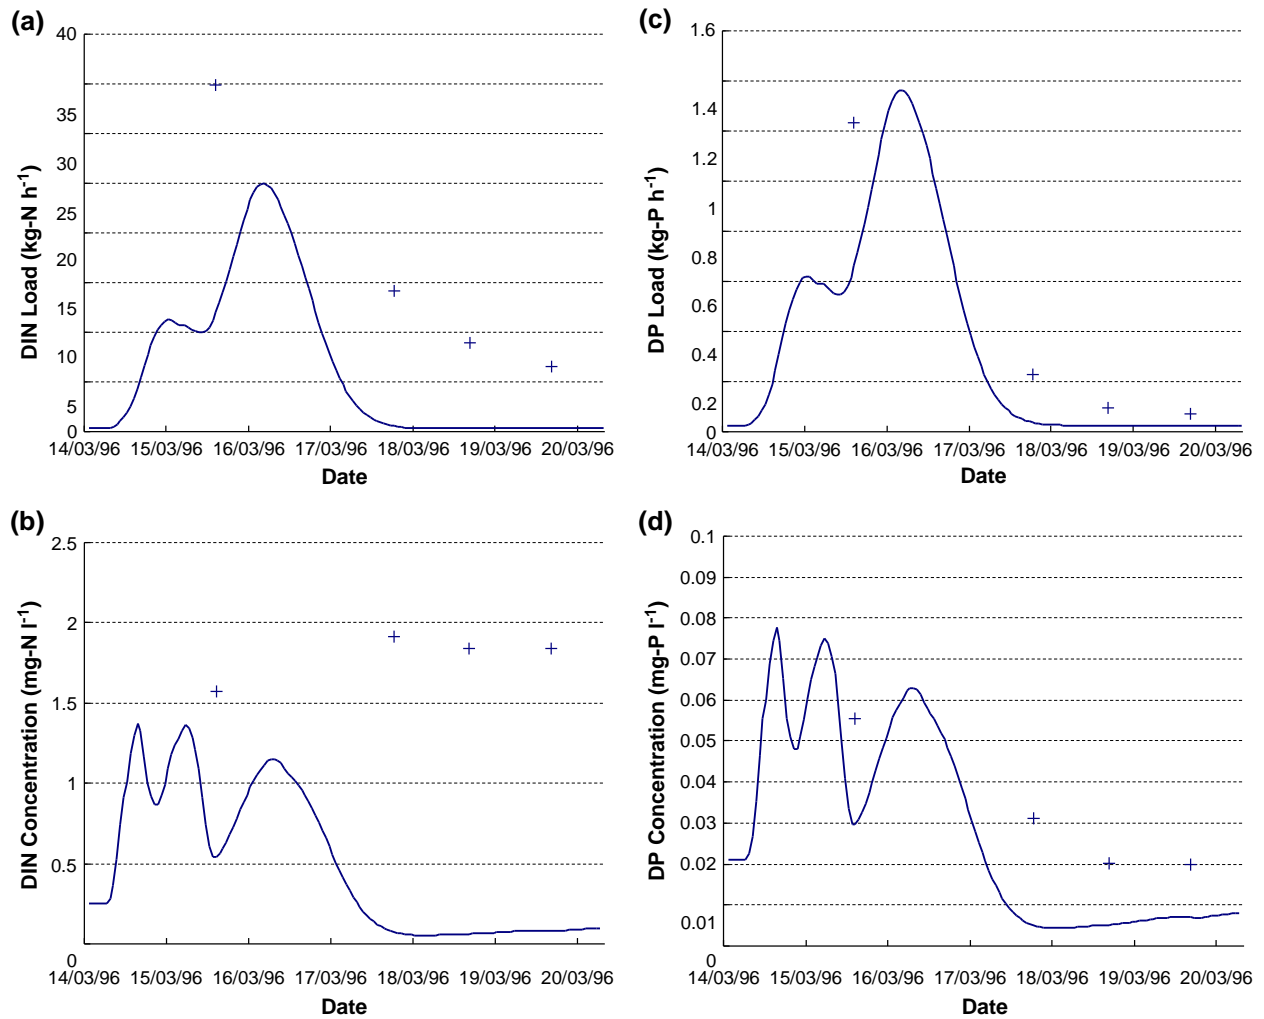 (a)
40
35
30
25
20
15
10
5
0
DIN Load (kg-N h-1)
14/03/96 15/03/96 16/03/96 17/03/96 18/03/96 19/03/96 20/03/96
Date
(c)
1.6
1.4
1.2
1
0.8
0.6
0.4
0.2
0
DP Load (kg-P h-1)
14/03/96 15/03/96 16/03/96 17/03/96 18/03/96 19/03/96 20/03/96
Date
(b)
2.5
2
1.5
1
0.5
0
DIN Concentration (mg-N l-1)
14/03/96 15/03/96 16/03/96 17/03/96 18/03/96 19/03/96 20/03/96
Date
(d)
0.1
0.09
0.08
0.07
0.06
0.05
0.04
0.03
0.02
0.01
0
DP Concentration (mg-P l-1)
14/03/96 15/03/96 16/03/96 17/03/96 18/03/96 19/03/96 20/03/96
Date